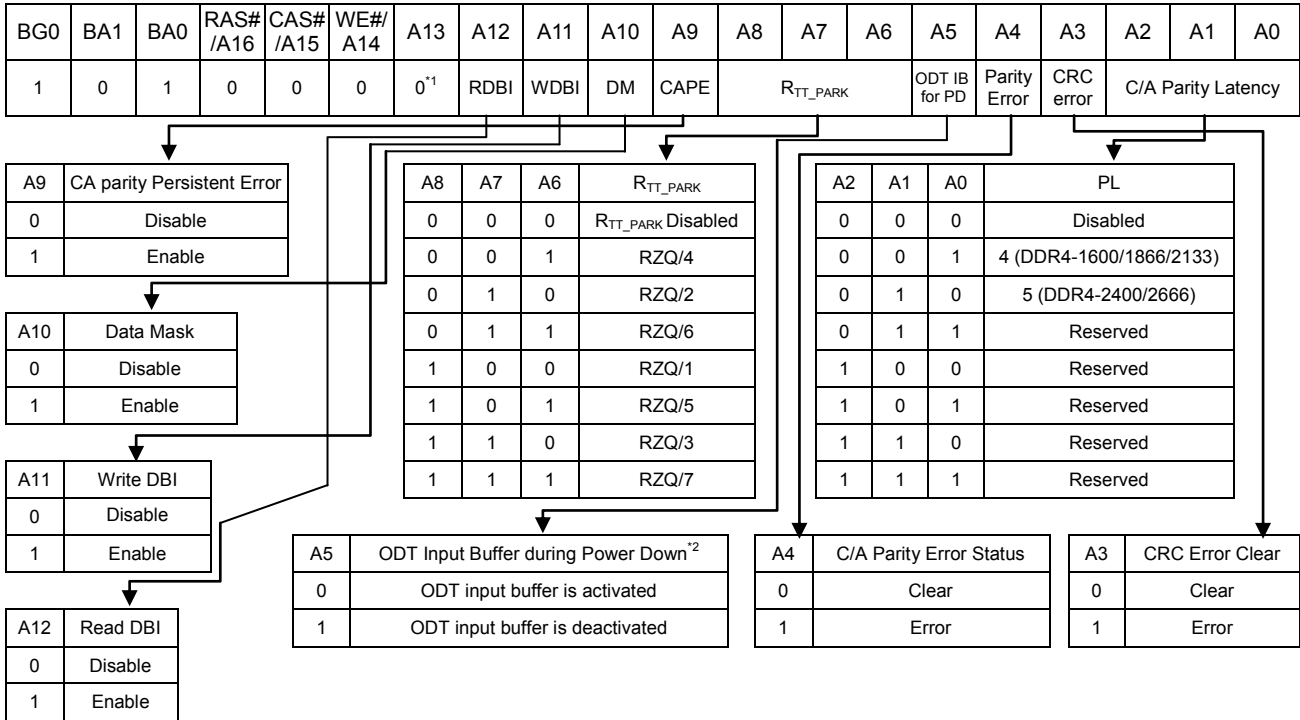 BG0 BA1 BA0 RAS#/A16 CAS#/A15 WE#/A14 A13 A12 A11 A10 A9 A8 A7 A6 A5 A4 A3 A2 A1 A0
1 0 1 0 0 0 0*1 RDBI WDBI DM CAPE RTT_PARK ODT IB for PD Parity Error CRC error C/A Parity Latency
A9 CA parity Persistent Error
0 Disable
1 Enable
A10 Data Mask
0 Disable
1 Enable
A11 Write DBI
0 Disable
1 Enable
A12 Read DBI
0 Disable
1 Enable
A8 A7 A6 RTT_PARK
0 0 0 RTT_PARK Disabled
0 0 1 RZQ/4
0 1 0 RZQ/2
0 1 1 RZQ/6
1 0 0 RZQ/1
1 0 1 RZQ/5
1 1 0 RZQ/3
1 1 1 RZQ/7
A2 A1 A0 PL
0 0 0 Disabled
0 0 1 4 (DDR4-1600/1866/2133)
0 1 0 5 (DDR4-2400/2666)
0 1 1 Reserved
1 0 0 Reserved
1 0 1 Reserved
1 1 0 Reserved
1 1 1 Reserved
A5 ODT Input Buffer during Power Down*2
0 ODT input buffer is activated
1 ODT input buffer is deactivated
A4 C/A Parity Error Status
0 Clear
1 Error
A3 CRC Error Clear
0 Clear
1 Error